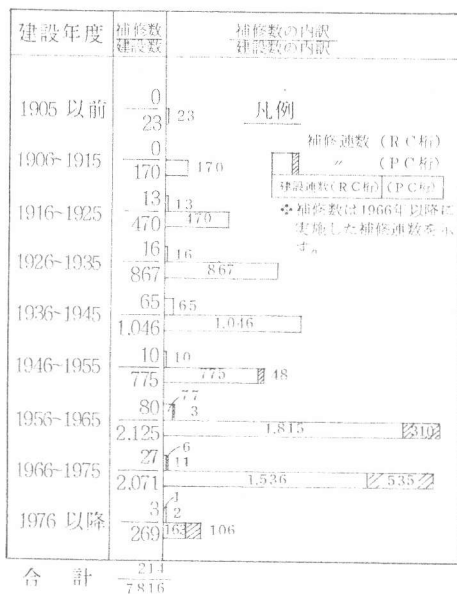 建設年度 補修数 補修数の内訳
建設数 建設数の内訳
1905 以前 0
23 23
凡例
補修連数 (RC桁)
〃 (PC桁)
建設連数(RC桁) (PC桁)
✣補修数は1966年以降に
実施した補修連数を示
す。
1906~1915 0
170 170
1916~1925 13 13
470 470
1926~1935 16 16
867 867
1936~1945 65 65
1,046 1,046
1946~1955 10 10
775 775 48
1956~1965 80 77 3
2,125 1,815 310
1966~1975 27 6
11
2,071 1,536 535
1976 以降 3 1
2
269 163 106
合計 214
7816